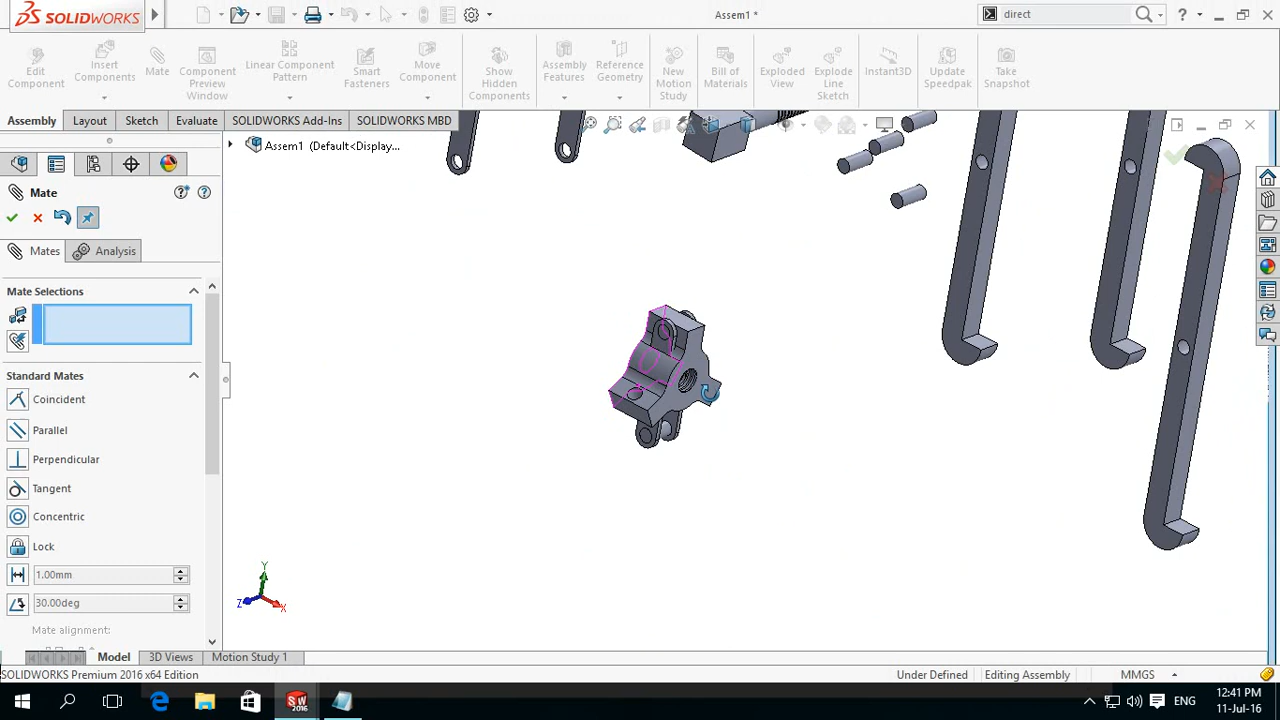 SOLIDWORKS
Assem1 *
direct
Edit Component
Insert Components
Mate
Component Preview Window
Linear Component Pattern
Smart Fasteners
Move Component
Show Hidden Components
Assembly Features
Reference Geometry
New Motion Study
Bill of Materials
Exploded View
Explode Line Sketch
Instant3D
Update Speedpak
Take Snapshot
Assembly
Layout
Sketch
Evaluate
SOLIDWORKS Add-Ins
SOLIDWORKS MBD
Assem1 (Default<Display...
Mate
Mates
Analysis
Mate Selections
Standard Mates
Coincident
Parallel
Perpendicular
Tangent
Concentric
Lock
1.00mm
30.00deg
Mate alignment:
Y
Z
X
Model
3D Views
Motion Study 1
SOLIDWORKS Premium 2016 x64 Edition
Under Defined
Editing Assembly
MMGS
SW
2016
ENG
12:41 PM
11-Jul-16